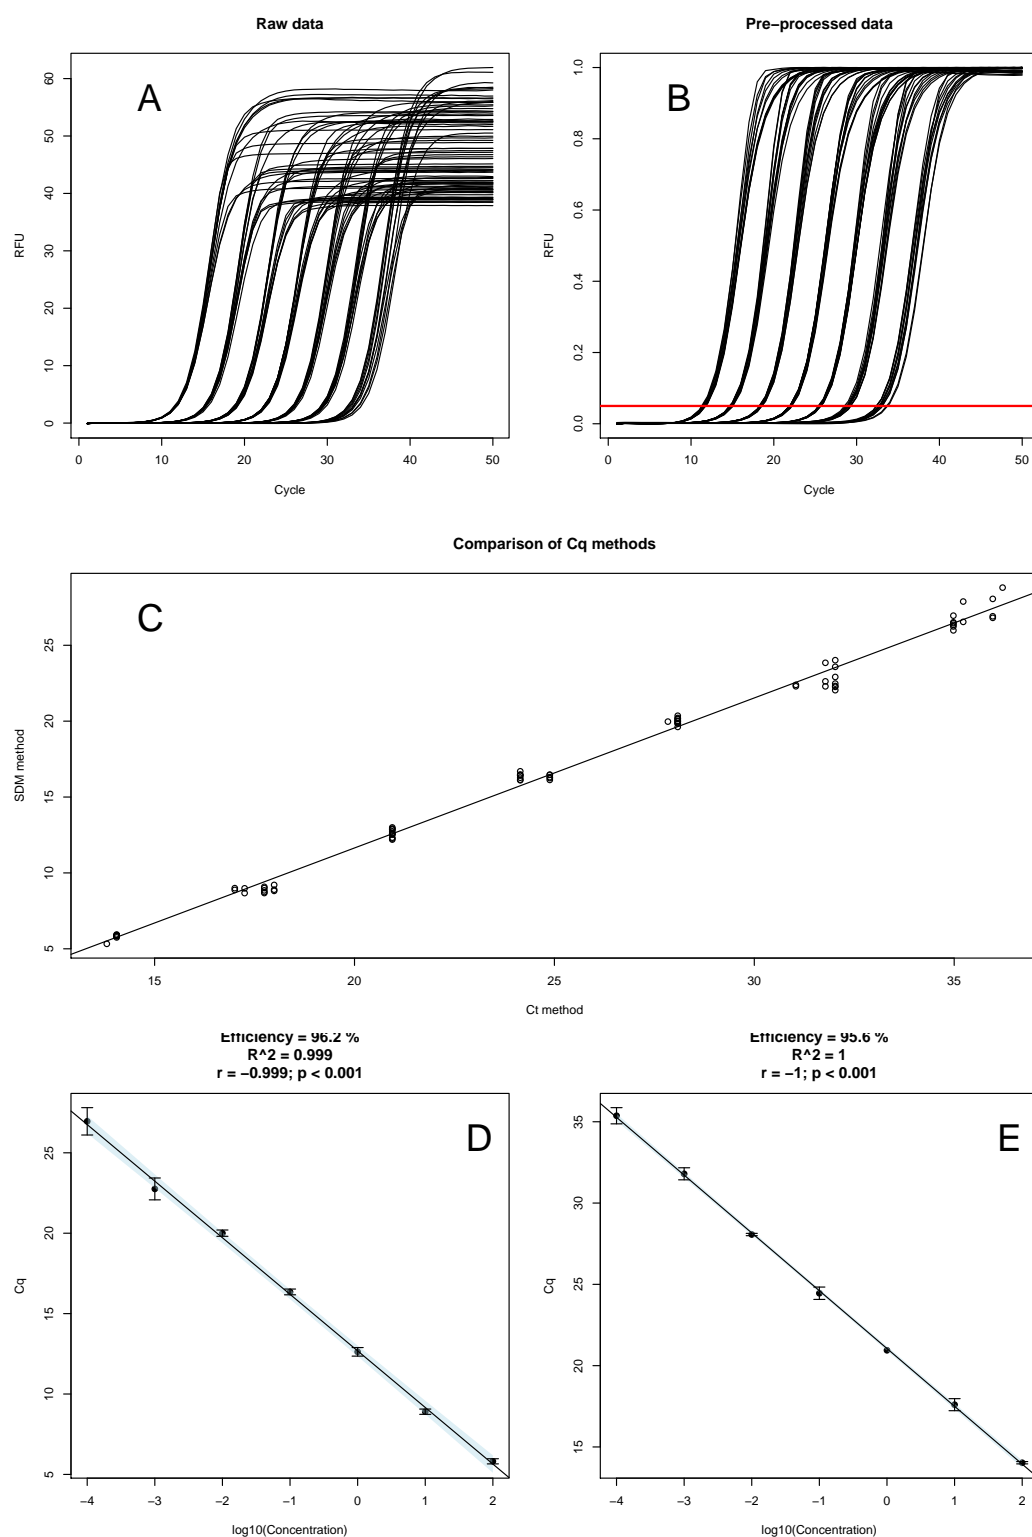 Raw data
A
RFU
0
10
20
30
40
50
60
0
10
20
30
40
50
Cycle
Pre−processed data
B
RFU
0.0
0.2
0.4
0.6
0.8
1.0
0
10
20
30
40
50
Cycle
Comparison of Cq methods
C
SDM method
5
10
15
20
25
15
20
25
30
35
Ct method
Efficiency = 96.2 %
R^2 = 0.999
r = −0.999; p < 0.001
D
Cq
5
10
15
20
25
−4
−3
−2
−1
0
1
2
log10(Concentration)
Efficiency = 95.6 %
R^2 = 1
r = −1; p < 0.001
E
Cq
15
20
25
30
35
−4
−3
−2
−1
0
1
2
log10(Concentration)